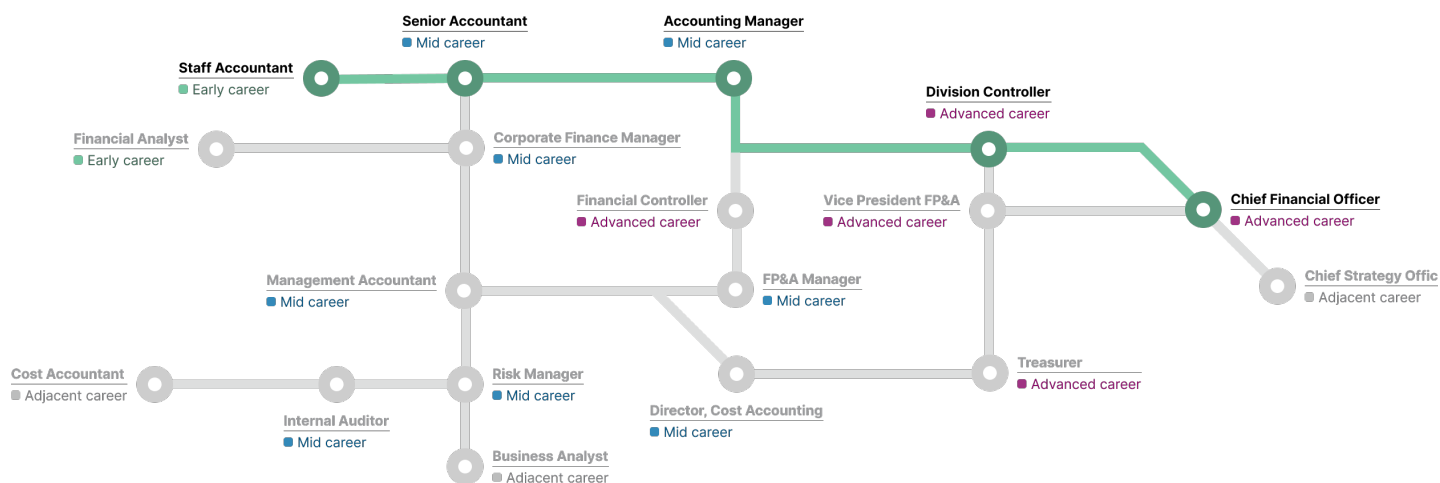 Senior Accountant
Mid career
Accounting Manager
Mid career
Staff Accountant
Early career
Division Controller
Advanced career
Financial Analyst
Early career
Corporate Finance Manager
Mid career
Financial Controller
Advanced career
Vice President FP&A
Advanced career
Chief Financial Officer
Advanced career
Management Accountant
Mid career
FP&A Manager
Mid career
Chief Strategy Offic
Adjacent career
Cost Accountant
Adjacent career
Internal Auditor
Mid career
Risk Manager
Mid career
Director, Cost Accounting
Mid career
Treasurer
Advanced career
Business Analyst
Adjacent career